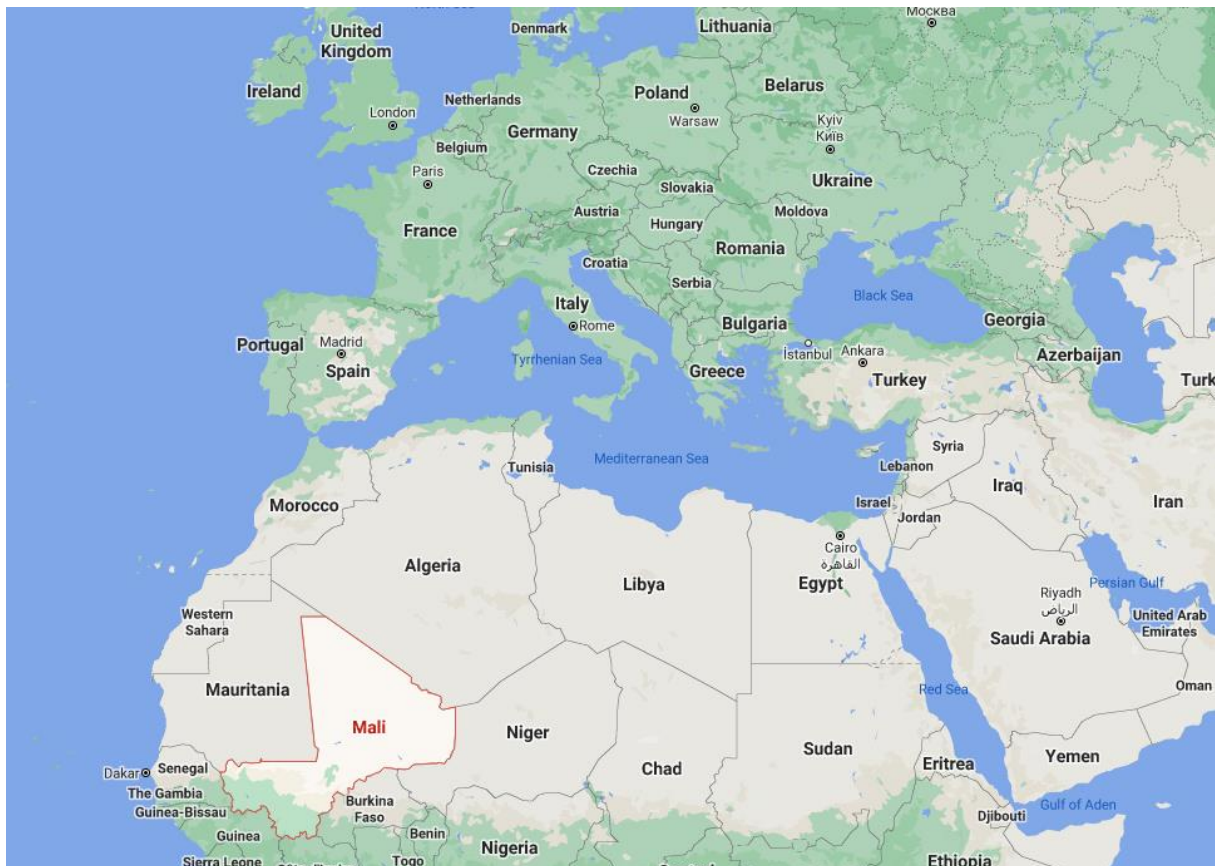 Москва
Denmark
Lithuania
United
Kingdom
Ireland
Netherlands
Poland
Belarus
London
Warsaw
Germany
Kyiv
Київ
Belgium
Paris
Czechia
Slovakia
Ukraine
Austria
Hungary
Moldova
France
Romania
Croatia
Serbia
Italy
Black Sea
Bulgaria
Rome
Georgia
Portugal
Madrid
Tyrrhenian Sea
İstanbul
Ankara
Azerbaijan
Spain
Greece
Turkey
Turk
Syria
Mediterranean Sea
Lebanon
Tunisia
Iraq
Iran
Morocco
Israel
Jordan
Cairo
القاهرة
Algeria
Libya
Egypt
Persian Gulf
Riyadh
الرياض
Western
Sahara
United Arab
Emirates
Saudi Arabia
Mauritania
Red Sea
Oman
Mali
Niger
Sudan
Yemen
Dakar
Senegal
Chad
Eritrea
The Gambia
Guinea-Bissau
Burkina
Faso
Djibouti
Gulf of Aden
Guinea
Benin
Nigeria
Sierra Leone
Togo
Ethiopia